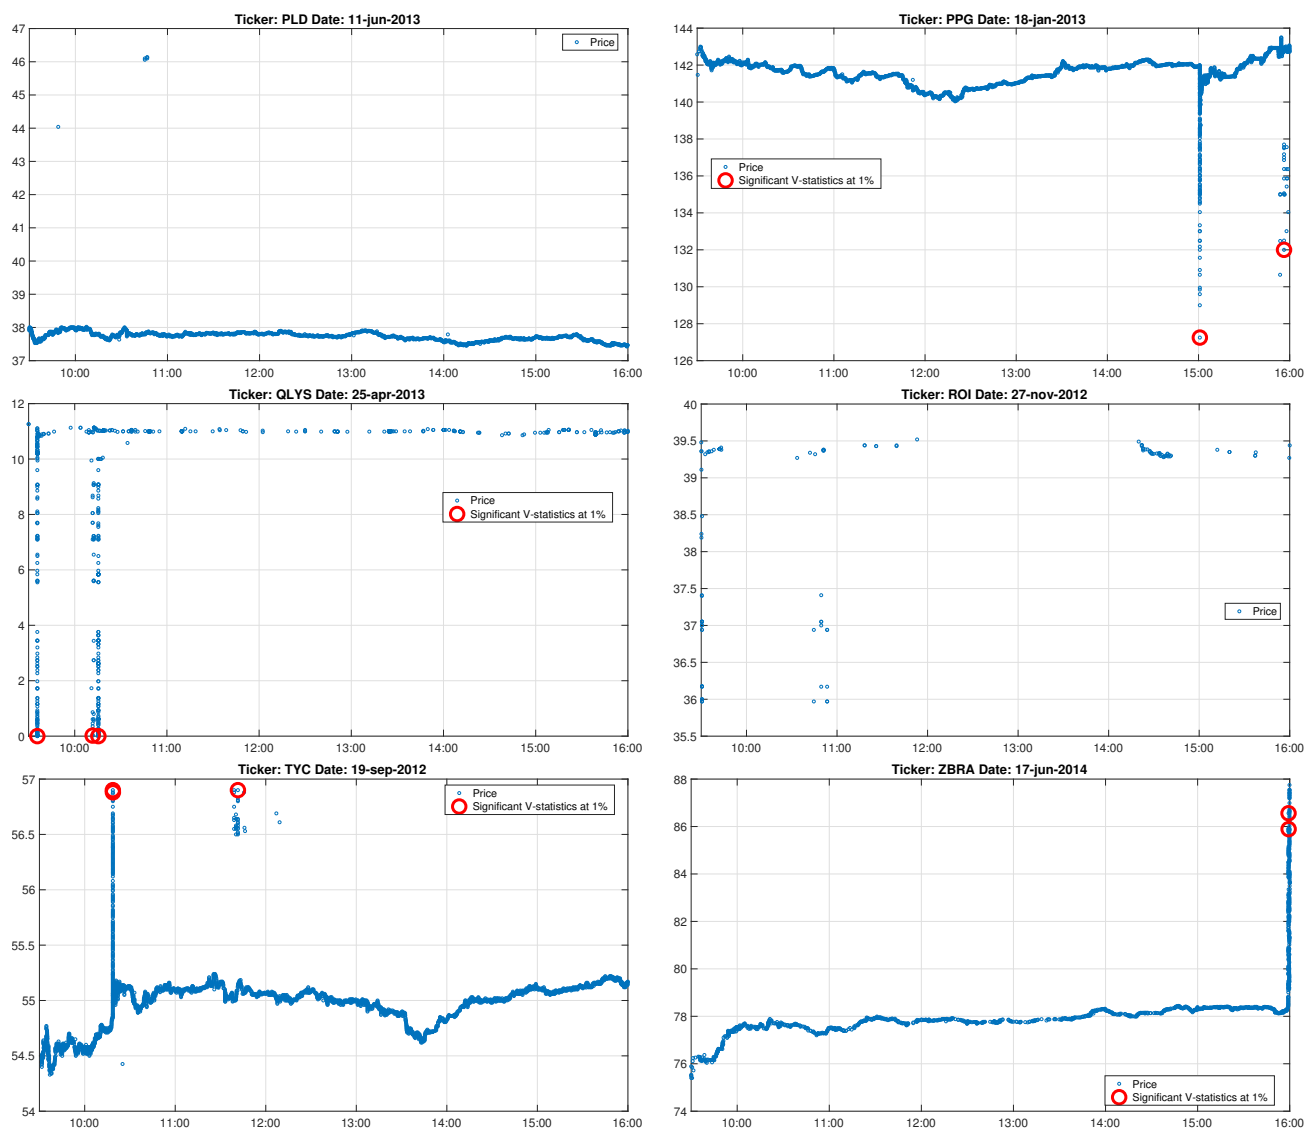 Ticker: PLD Date: 11-jun-2013
47
46
45
44
43
42
41
40
39
38
37
Price
10:00 11:00 12:00 13:00 14:00 15:00 16:00
Ticker: PPG Date: 18-jan-2013
144
142
140
138
136
134
132
130
128
126
Price
Significant V-statistics at 1%
10:00 11:00 12:00 13:00 14:00 15:00 16:00
Ticker: QLYS Date: 25-apr-2013
12
10
8
6
4
2
0
Price
Significant V-statistics at 1%
10:00 11:00 12:00 13:00 14:00 15:00 16:00
Ticker: ROI Date: 27-nov-2012
40
39.5
39
38.5
38
37.5
37
36.5
36
35.5
Price
10:00 11:00 12:00 13:00 14:00 15:00 16:00
Ticker: TYC Date: 19-sep-2012
57
56.5
56
55.5
55
54.5
54
Price
Significant V-statistics at 1%
10:00 11:00 12:00 13:00 14:00 15:00 16:00
Ticker: ZBRA Date: 17-jun-2014
88
86
84
82
80
78
76
74
Price
Significant V-statistics at 1%
10:00 11:00 12:00 13:00 14:00 15:00 16:00